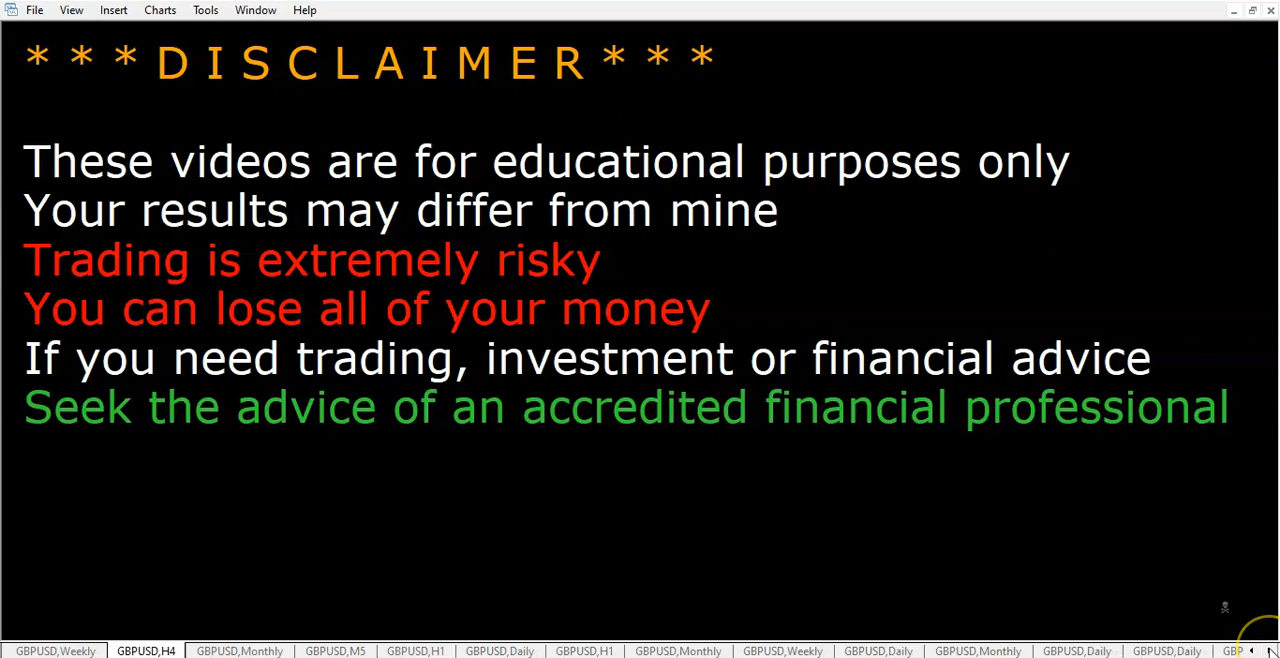 File View Insert Charts Tools Window Help
* * * D I S C L A I M E R * * *
These videos are for educational purposes only
Your results may differ from mine
Trading is extremely risky
You can lose all of your money
If you need trading, investment or financial advice
Seek the advice of an accredited financial professional
GBPUSD,Weekly GBPUSD,H4 GBPUSD,Monthly GBPUSD,M5 GBPUSD,H1 GBPUSD,Daily GBPUSD,H1 GBPUSD,Monthly GBPUSD,Weekly GBPUSD,Daily GBPUSD,Monthly GBPUSD,Daily GBPUSD,Daily GBP